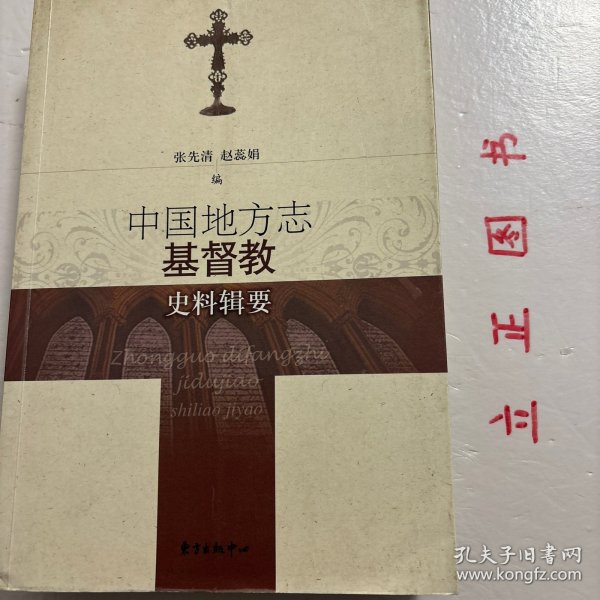 张先清 赵蕊娟
编
中国地方志
基督教
史料辑要
Zhongguo difangzhi
jidujiao
shiliao jiyao
东方出版中心
立正图书
孔夫子旧书网
www.kongfz.com